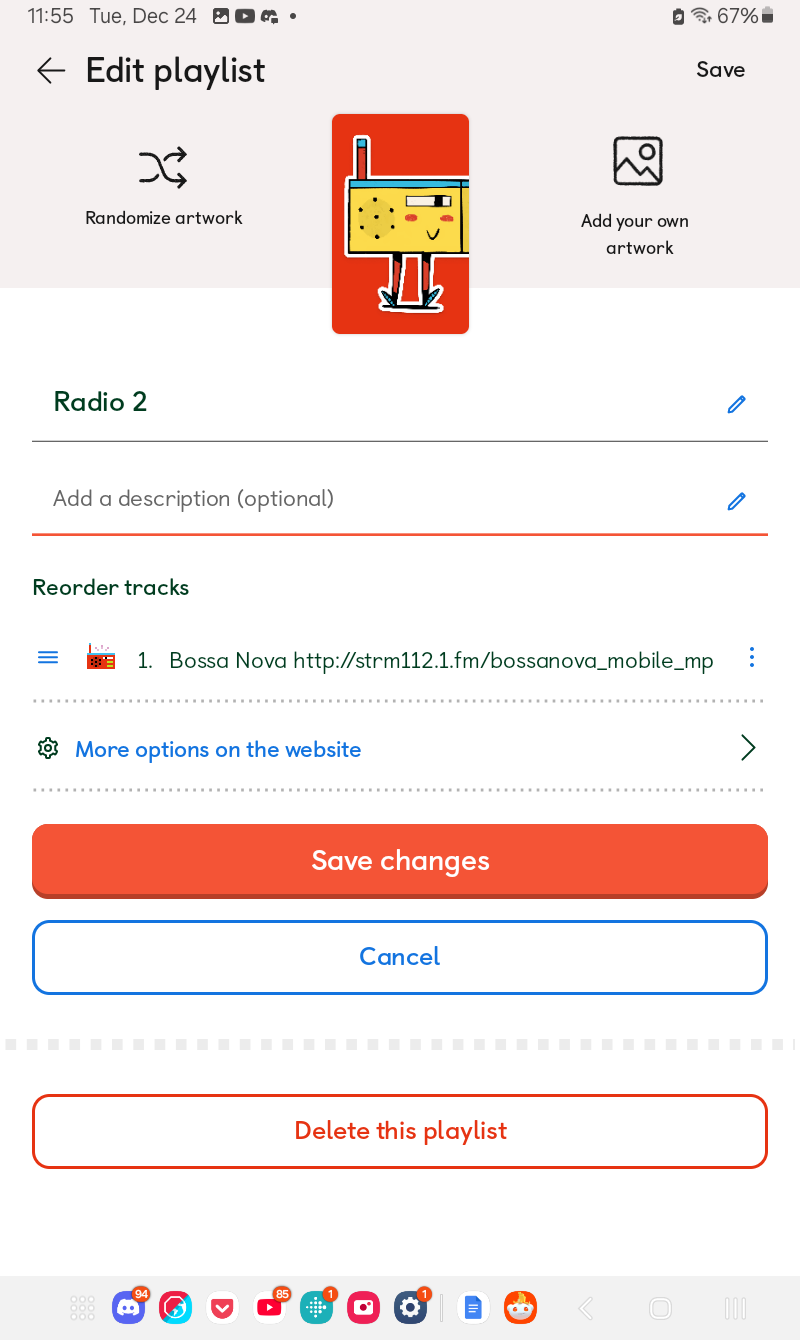 11:55 Tue, Dec 24
67%
Edit playlist
Save
Randomize artwork
Add your own
artwork
Radio 2
Add a description (optional)
Reorder tracks
1. Bossa Nova http://strm112.1.fm/bossanova_mobile_mp
More options on the website
Save changes
Cancel
Delete this playlist
94
85
1
1